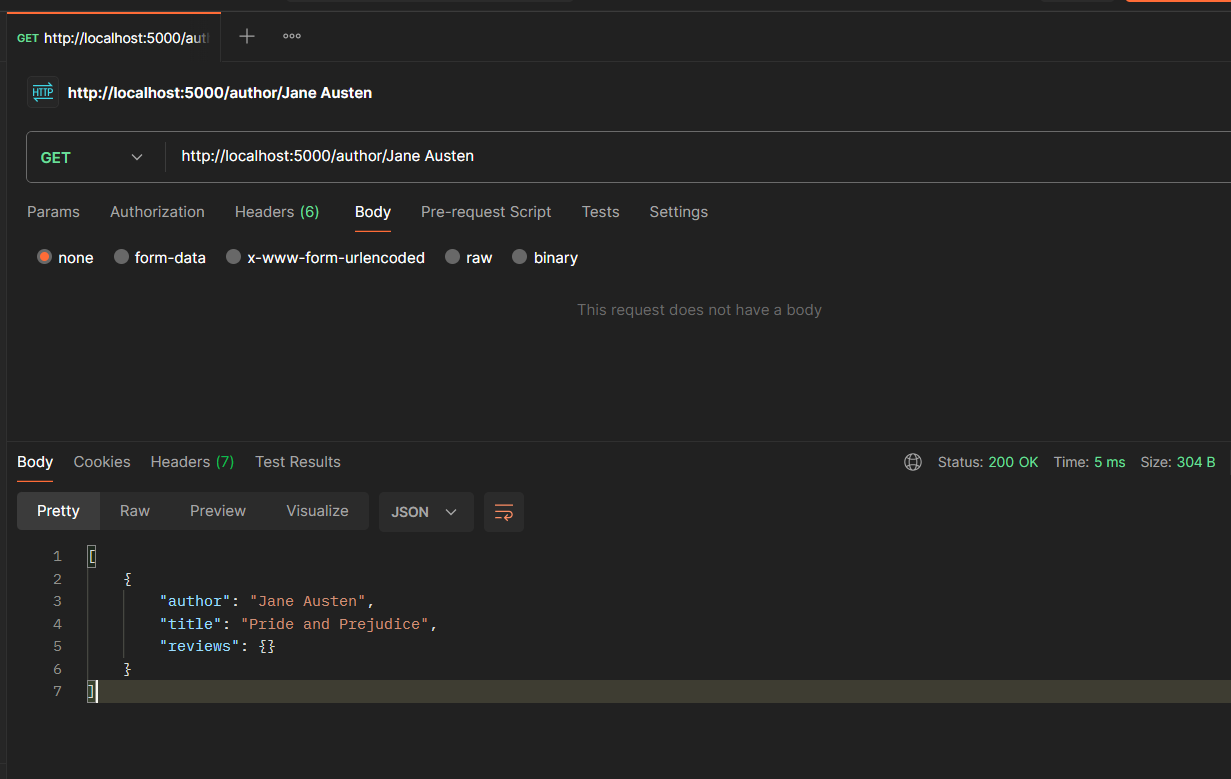 GET http://localhost:5000/aut
HTTP http://localhost:5000/author/Jane Austen
GET http://localhost:5000/author/Jane Austen
Params Authorization Headers (6) Body Pre-request Script Tests Settings
none form-data x-www-form-urlencoded raw binary
This request does not have a body
Body Cookies Headers (7) Test Results Status: 200 OK Time: 5 ms Size: 304 B
Pretty Raw Preview Visualize JSON
1 [
2 {
3 "author": "Jane Austen",
4 "title": "Pride and Prejudice",
5 "reviews": {}
6 }
7 ]